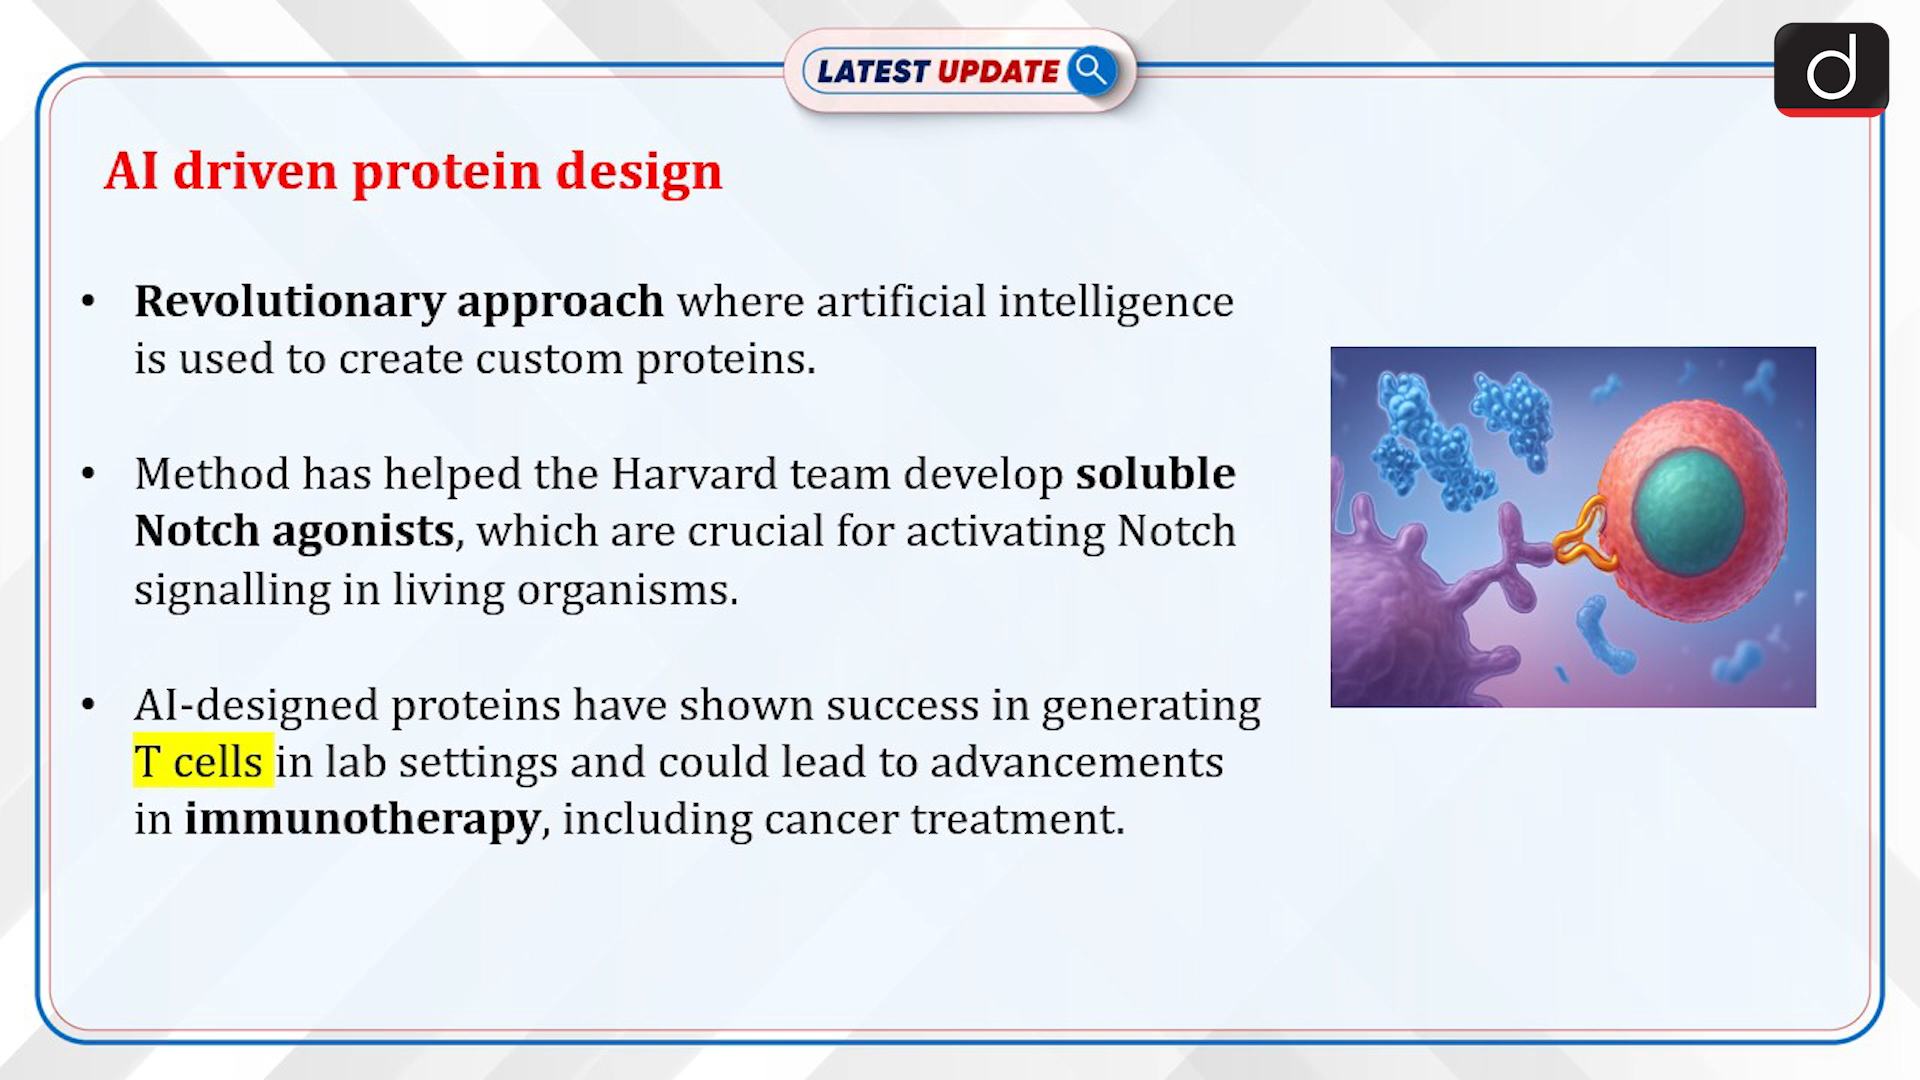 LATEST UPDATE
d
AI driven protein design
• Revolutionary approach where artificial intelligence
is used to create custom proteins.
• Method has helped the Harvard team develop soluble
Notch agonists, which are crucial for activating Notch
signalling in living organisms.
• AI-designed proteins have shown success in generating
T cells in lab settings and could lead to advancements
in immunotherapy, including cancer treatment.